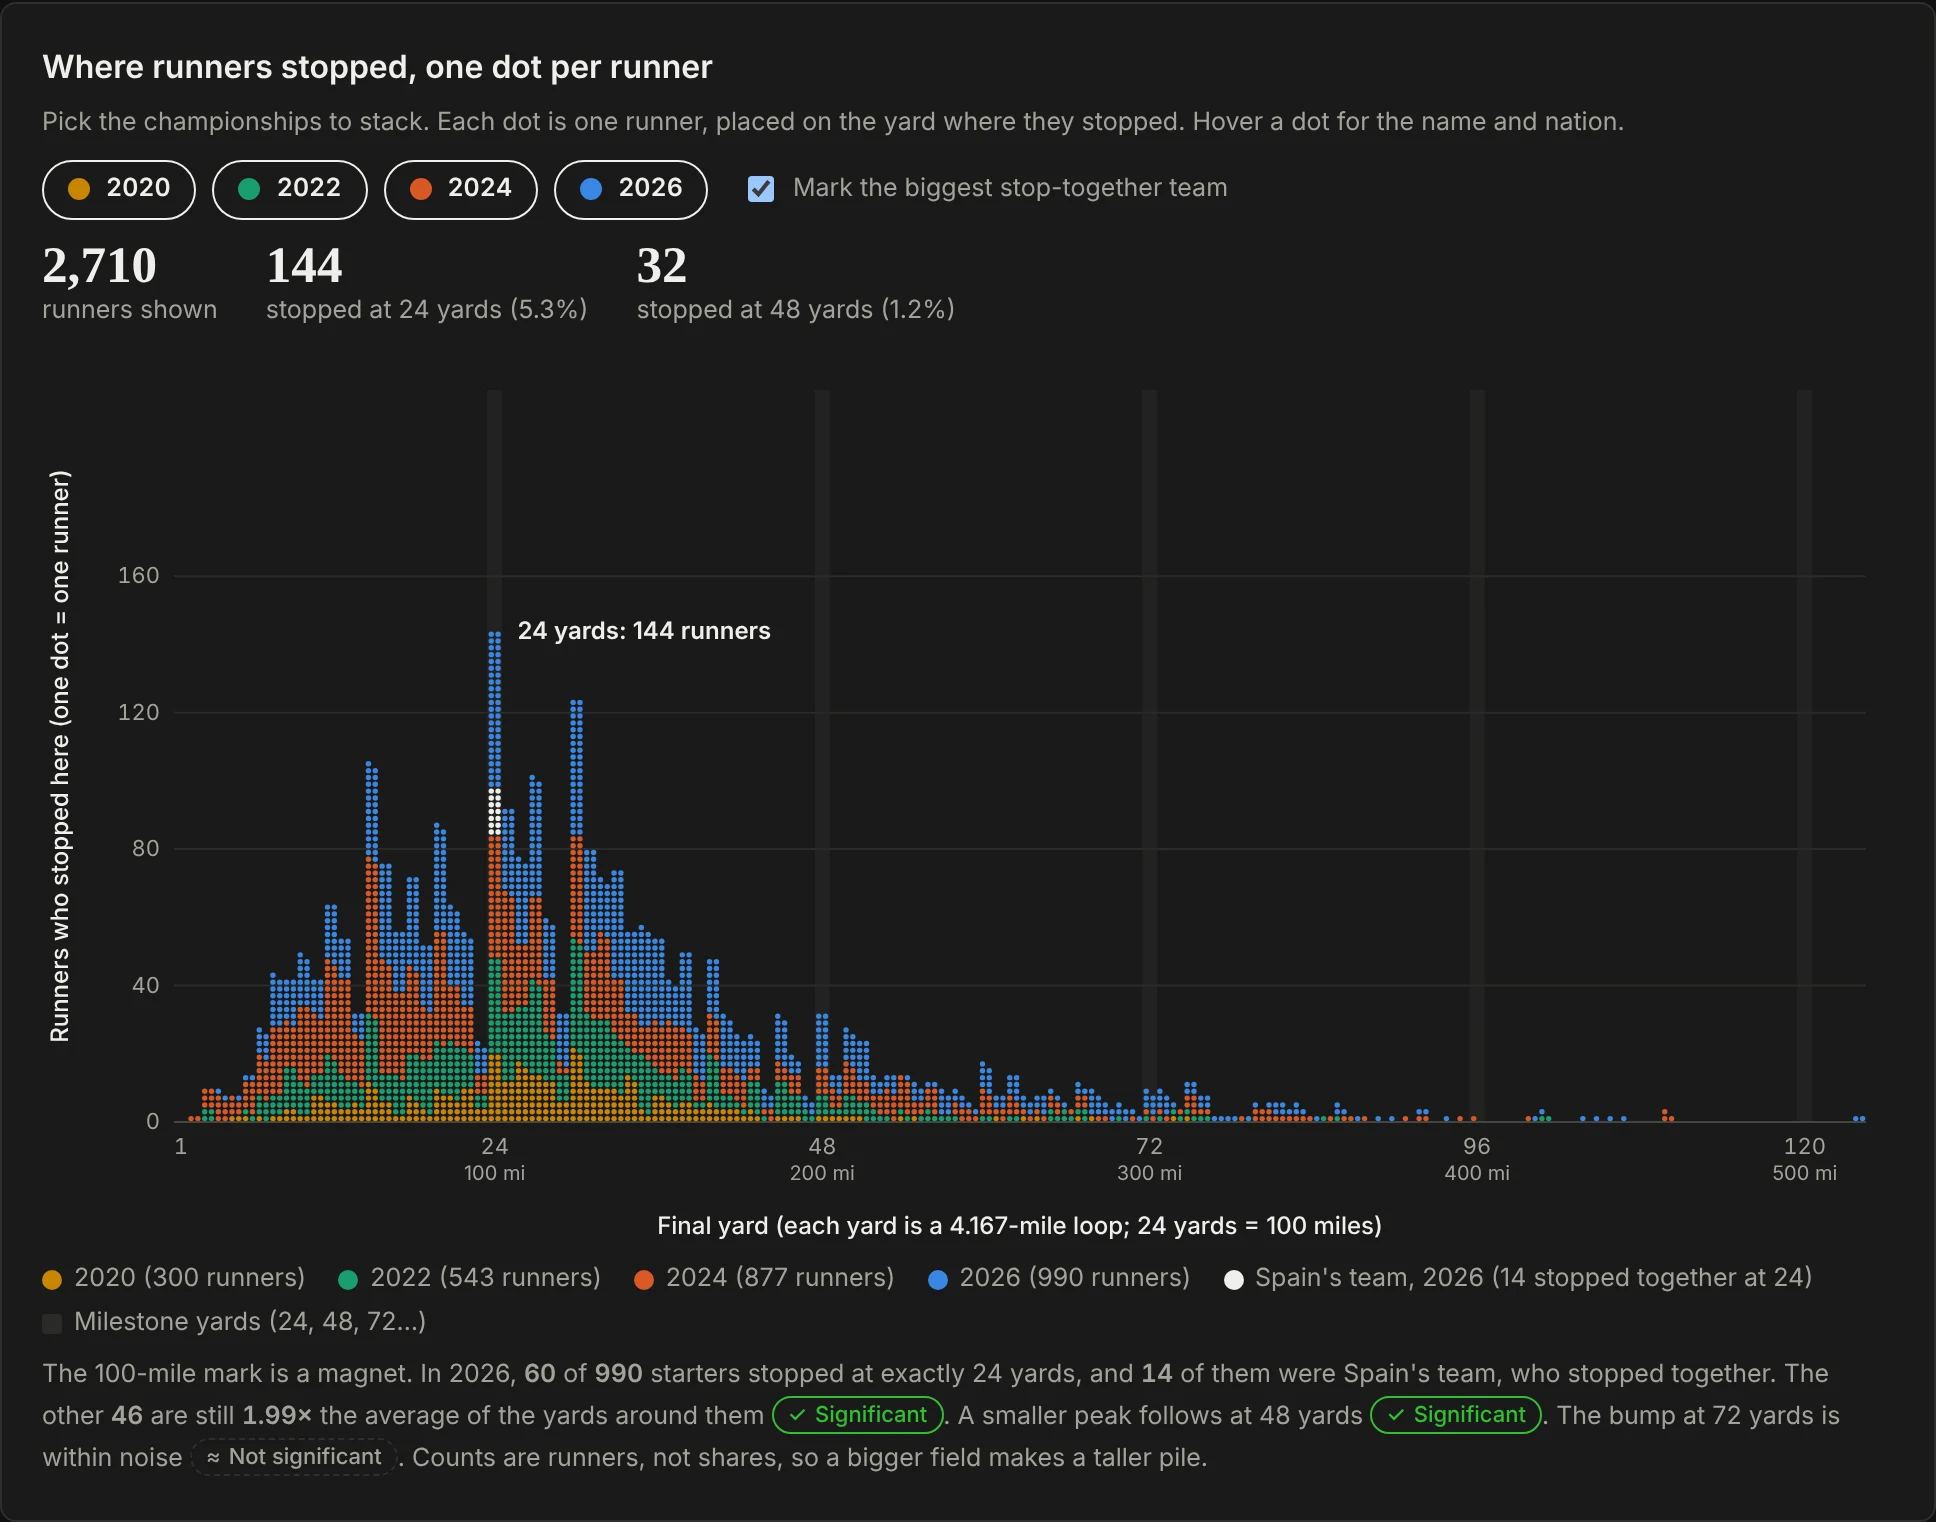 Where runners stopped, one dot per runner
Pick the championships to stack. Each dot is one runner, placed on the yard where they stopped. Hover a dot for the name and nation.
2020 2022 2024 2026 Mark the biggest stop-together team
2,710 144 32
runners shown stopped at 24 yards (5.3%) stopped at 48 yards (1.2%)
Runners who stopped here (one dot = one runner)
160
24 yards: 144 runners
120
80
40
0
1 24 48 72 96 120
100 mi 200 mi 300 mi 400 mi 500 mi
Final yard (each yard is a 4.167-mile loop; 24 yards = 100 miles)
2020 (300 runners) 2022 (543 runners) 2024 (877 runners) 2026 (990 runners) Spain's team, 2026 (14 stopped together at 24)
Milestone yards (24, 48, 72...)
The 100-mile mark is a magnet. In 2026, 60 of 990 starters stopped at exactly 24 yards, and 14 of them were Spain's team, who stopped together. The
other 46 are still 1.99× the average of the yards around them ✓ Significant. A smaller peak follows at 48 yards ✓ Significant. The bump at 72 yards is
within noise ≈ Not significant. Counts are runners, not shares, so a bigger field makes a taller pile.